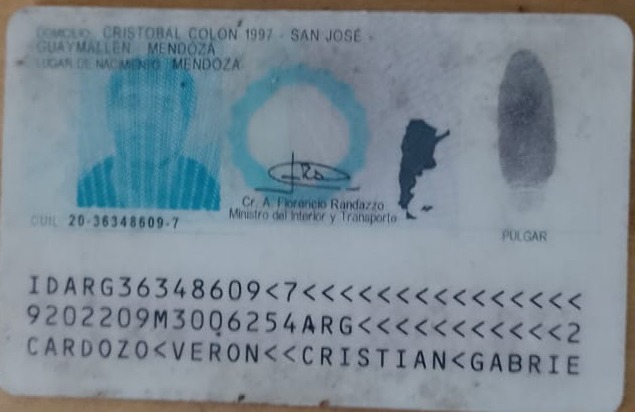 DOMICILIO: CRISTOBAL COLON 1997 - SAN JOSÉ -
GUAYMALLEN MENDOZA
LUGAR DE NACIMIENTO: MENDOZA
Cr. A. Florencio Randazzo
Ministro del Interior y Transporte
CUIL 20-36348609-7
PULGAR
IDARG36348609<7<<<<<<<<<<<<<<<
9202209M3006254ARG<<<<<<<<<<<2
CARDOZO<VERON<<CRISTIAN<GABRIE